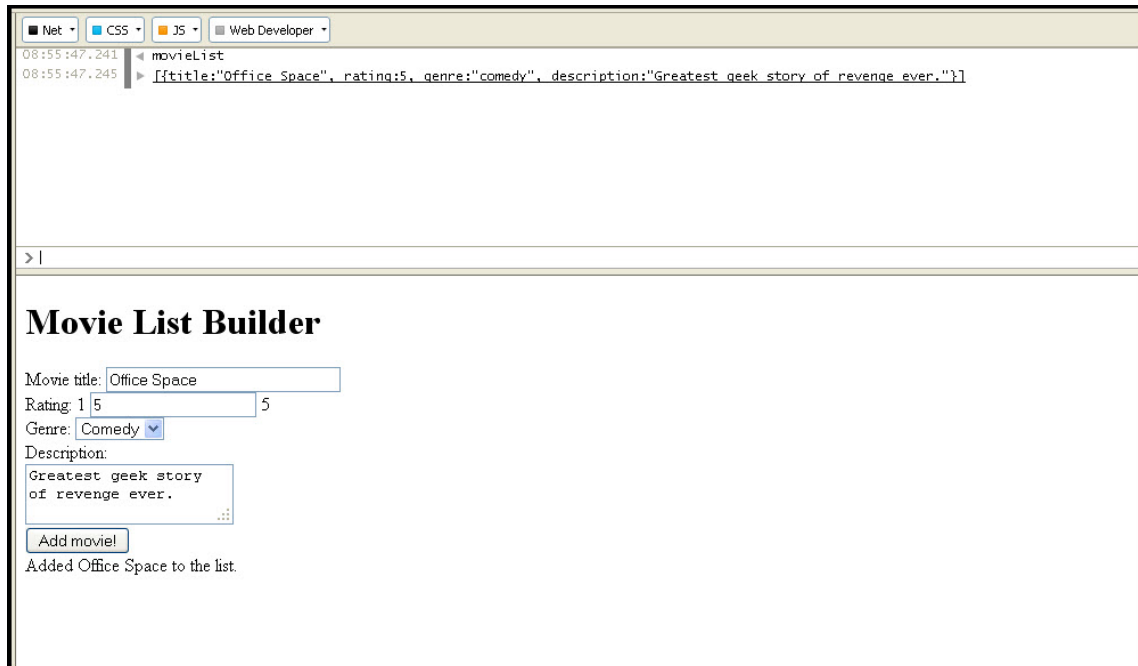 Net CSS JS Web Developer
08:55:47.241 movieList
08:55:47.245 [{title:"Office Space", rating:5, genre:"comedy", description:"Greatest geek story of revenge ever."}]
>
Movie List Builder
Movie title: Office Space
Rating: 1 5 5
Genre: Comedy
Description:
Greatest geek story
of revenge ever.
Add movie!
Added Office Space to the list.